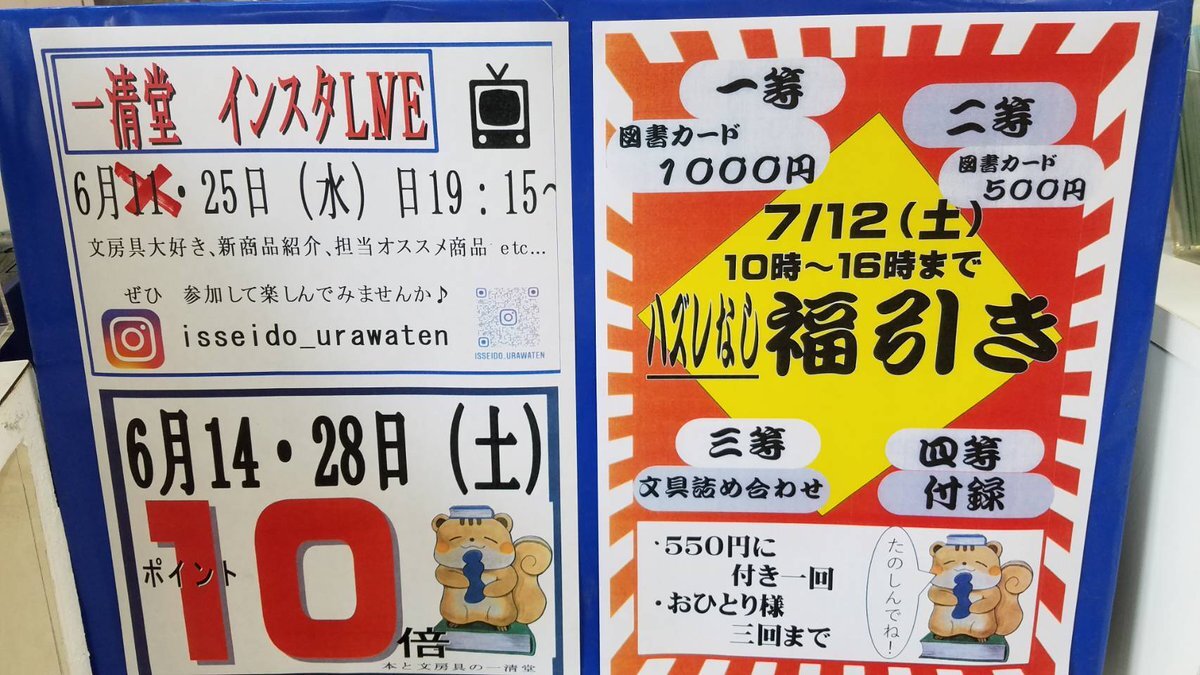 一清堂 インスタLIVE
6月11・25日（水）日19：15~
文房具大好き、新商品紹介、担当オススメ商品 etc...
ぜひ 参加して楽しんでみませんか♪
isseido_urawaten
ISSEIDO_URAWATEN
6月14・28日（土）
ポイント10倍
本と文房具の一清堂
一等
図書カード
1000円
二等
図書カード
500円
7/12（土）
10時～16時まで
ハズレなし福引き
三等
文具詰め合わせ
四等
付録
・550円に
付き一回
・おひとり様
三回まで
たのしんでね！